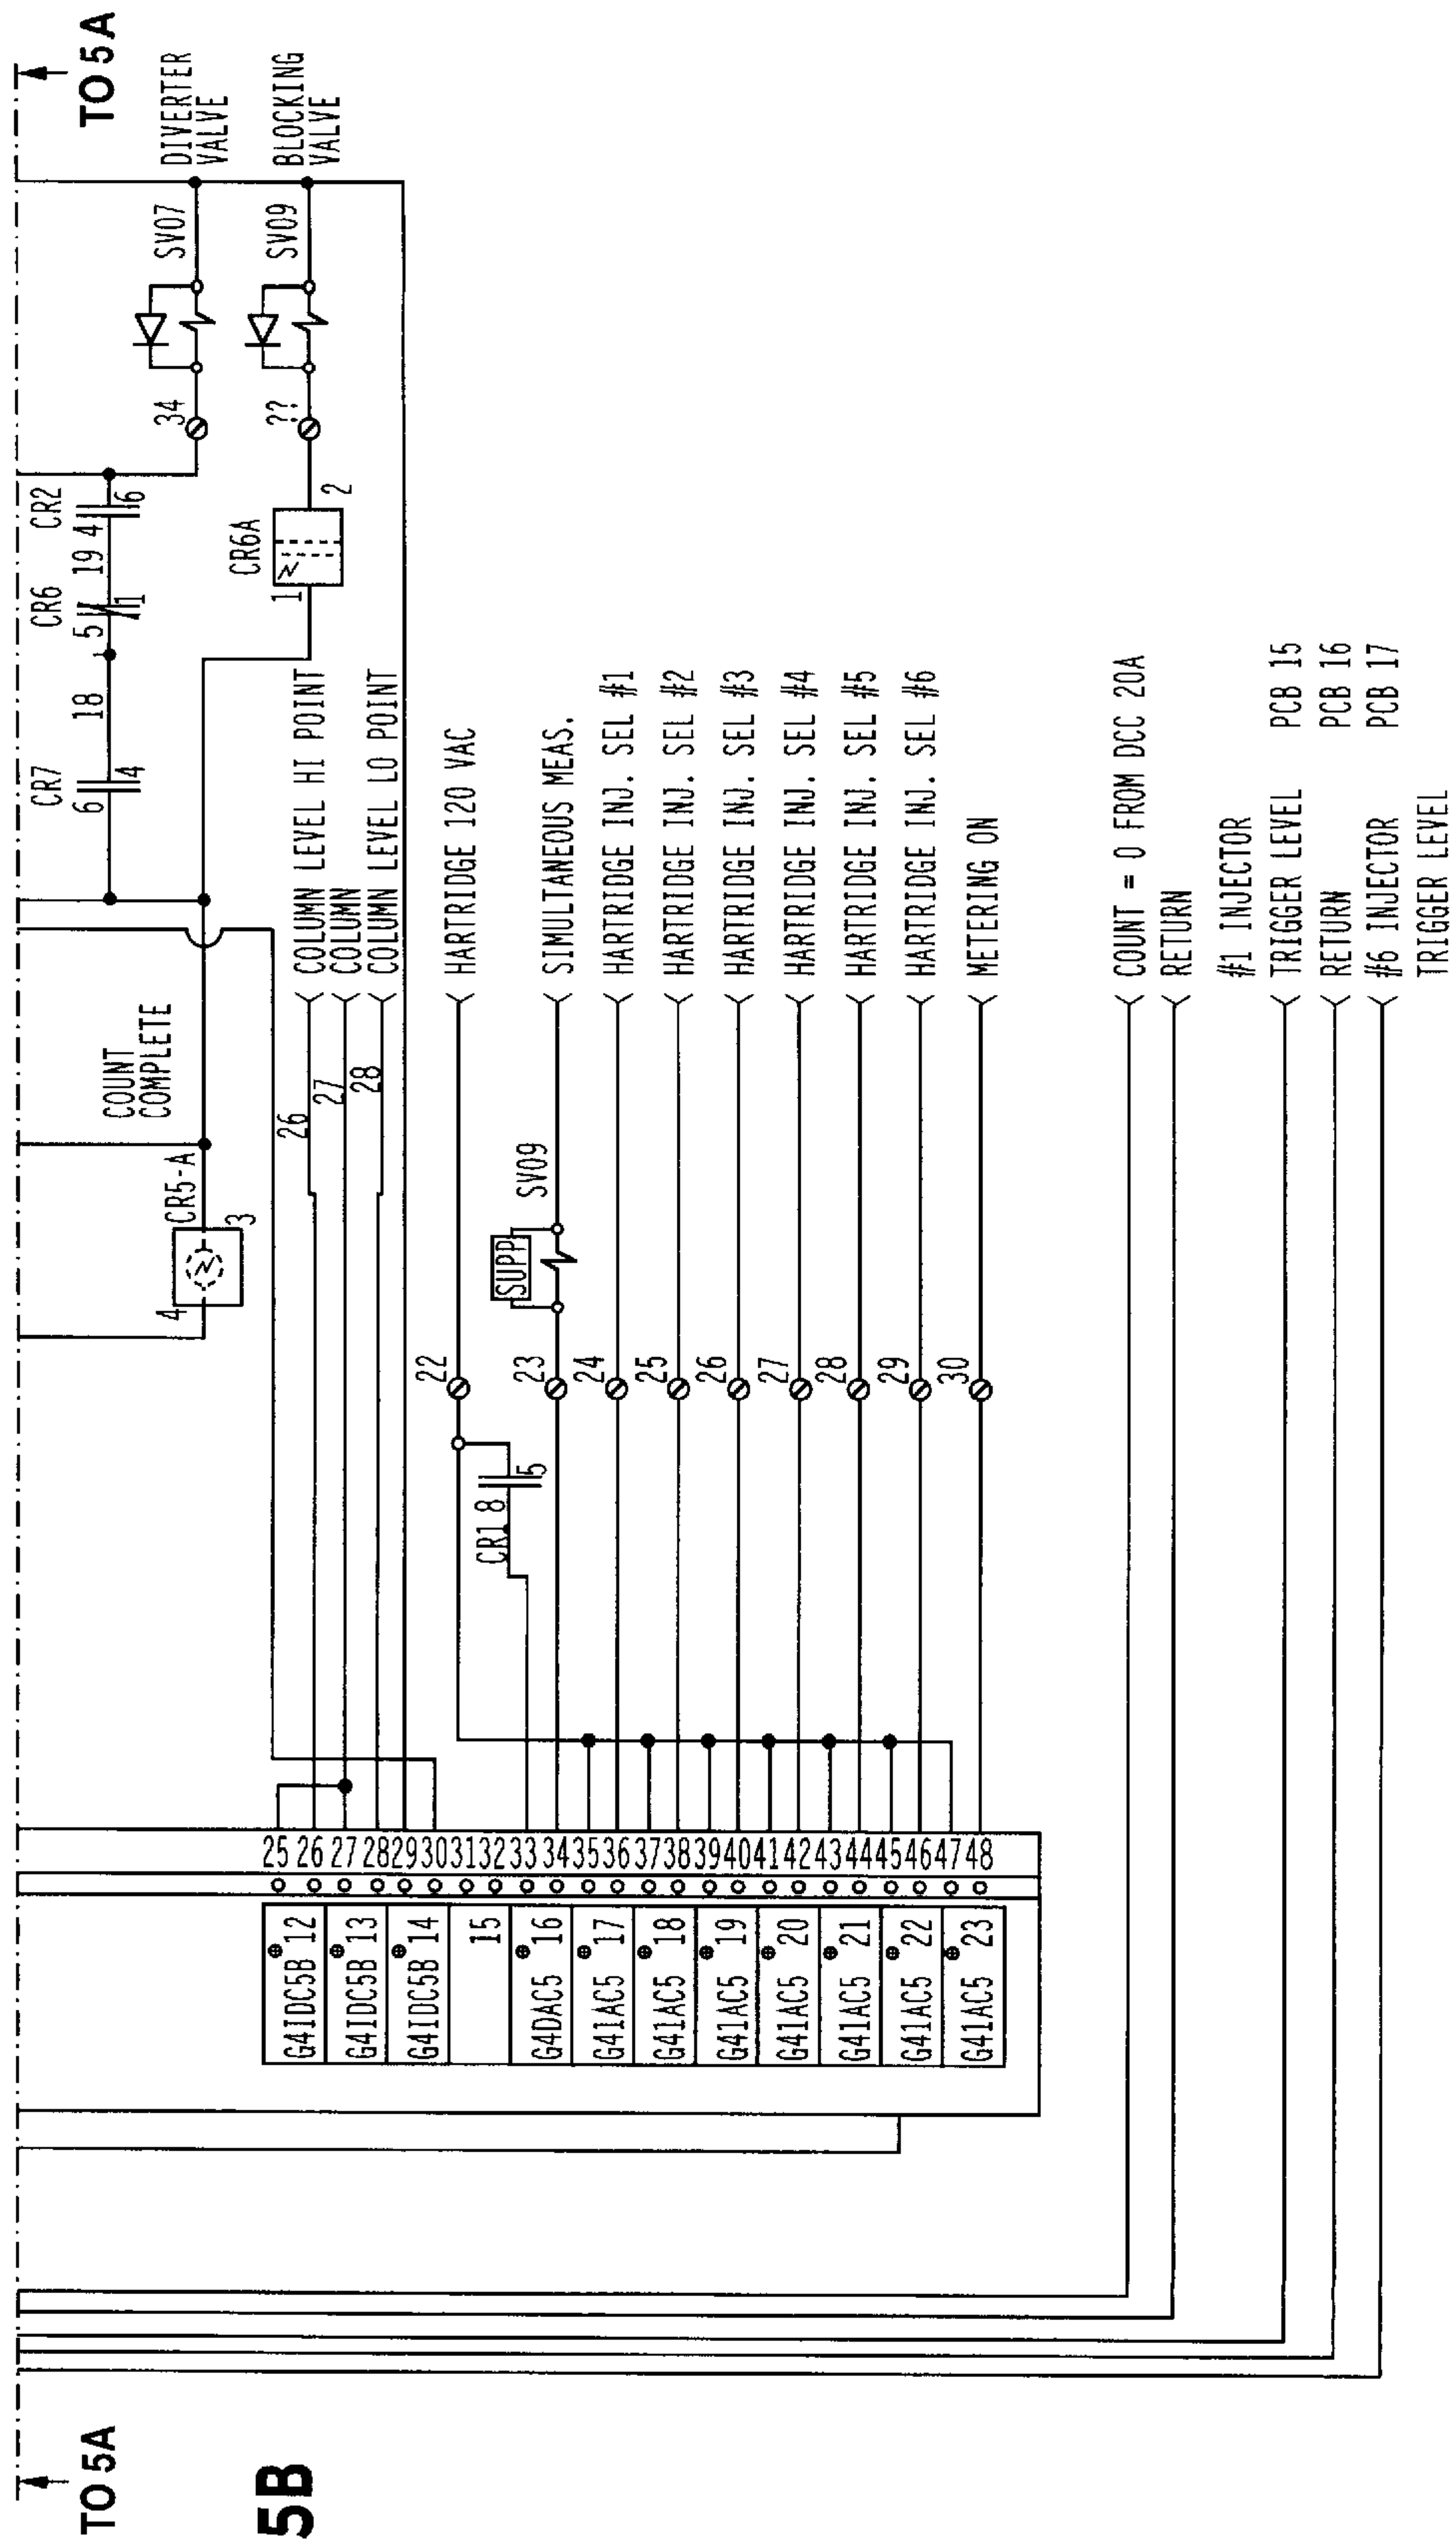 TO 5A
TO 5A
5B
DIVERTER
VALVE
BLOCKING
VALVE
SV07
SV09
34
??
CR7
6
4
18
CR6
5
1
19
CR2
4
6
CR6A
1
2
COUNT
COMPLETE
CR5-A
4
3
26
COLUMN LEVEL HI POINT
27
COLUMN
28
COLUMN LEVEL LO POINT
22
HARTRIDGE 120 VAC
CR1
8
5
SUPP
SV09
23
SIMULTANEOUS MEAS.
24
HARTRIDGE INJ. SEL #1
25
HARTRIDGE INJ. SEL #2
26
HARTRIDGE INJ. SEL #3
27
HARTRIDGE INJ. SEL #4
28
HARTRIDGE INJ. SEL #5
29
HARTRIDGE INJ. SEL #6
30
METERING ON
25 26 27 28 29 30 31 32 33 34 35 36 37 38 39 40 41 42 43 44 45 46 47 48
G4IDC5B 12
G4IDC5B 13
G4IDC5B 14
15
G4DAC5 16
G41AC5 17
G41AC5 18
G41AC5 19
G41AC5 20
G41AC5 21
G41AC5 22
G41AC5 23
COUNT = 0 FROM DCC 20A
RETURN
#1 INJECTOR
TRIGGER LEVEL PCB 15
RETURN PCB 16
#6 INJECTOR PCB 17
TRIGGER LEVEL